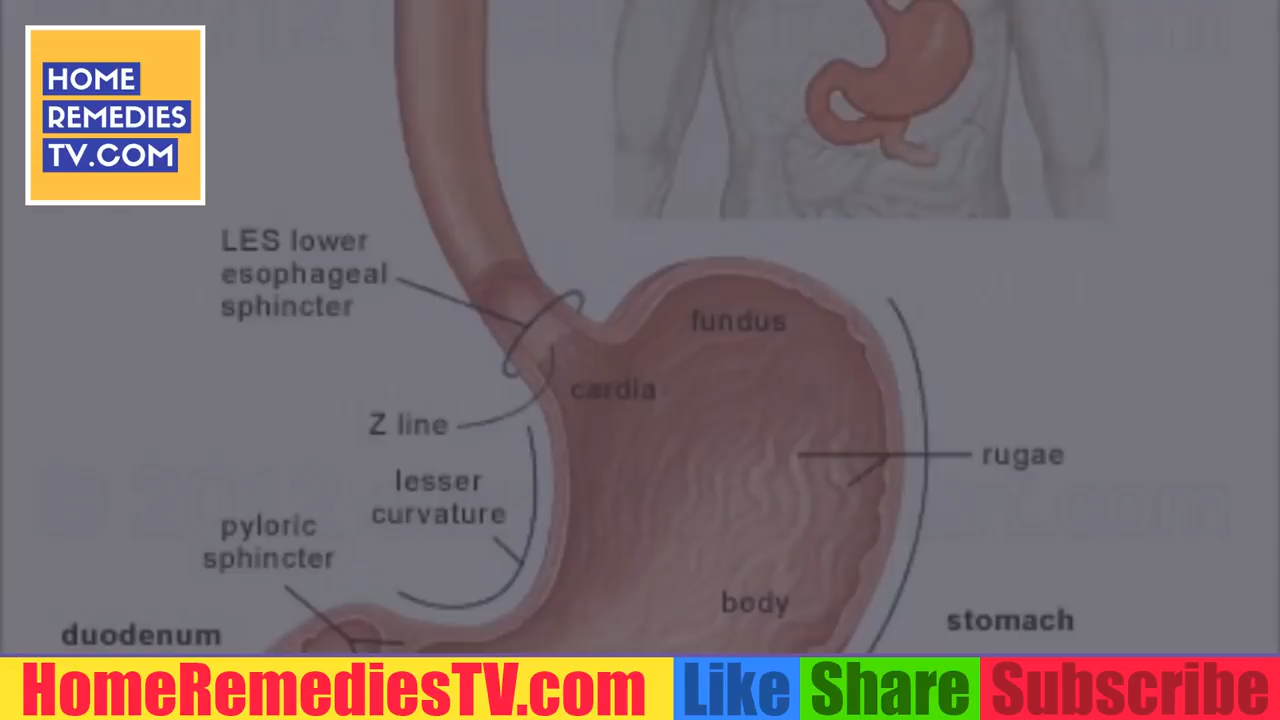 HOME
REMEDIES
TV.COM
LES lower
esophageal
sphincter
fundus
cardia
Z line
rugae
lesser
curvature
pyloric
sphincter
body
stomach
duodenum
HomeRemediesTV.com
Like Share Subscribe